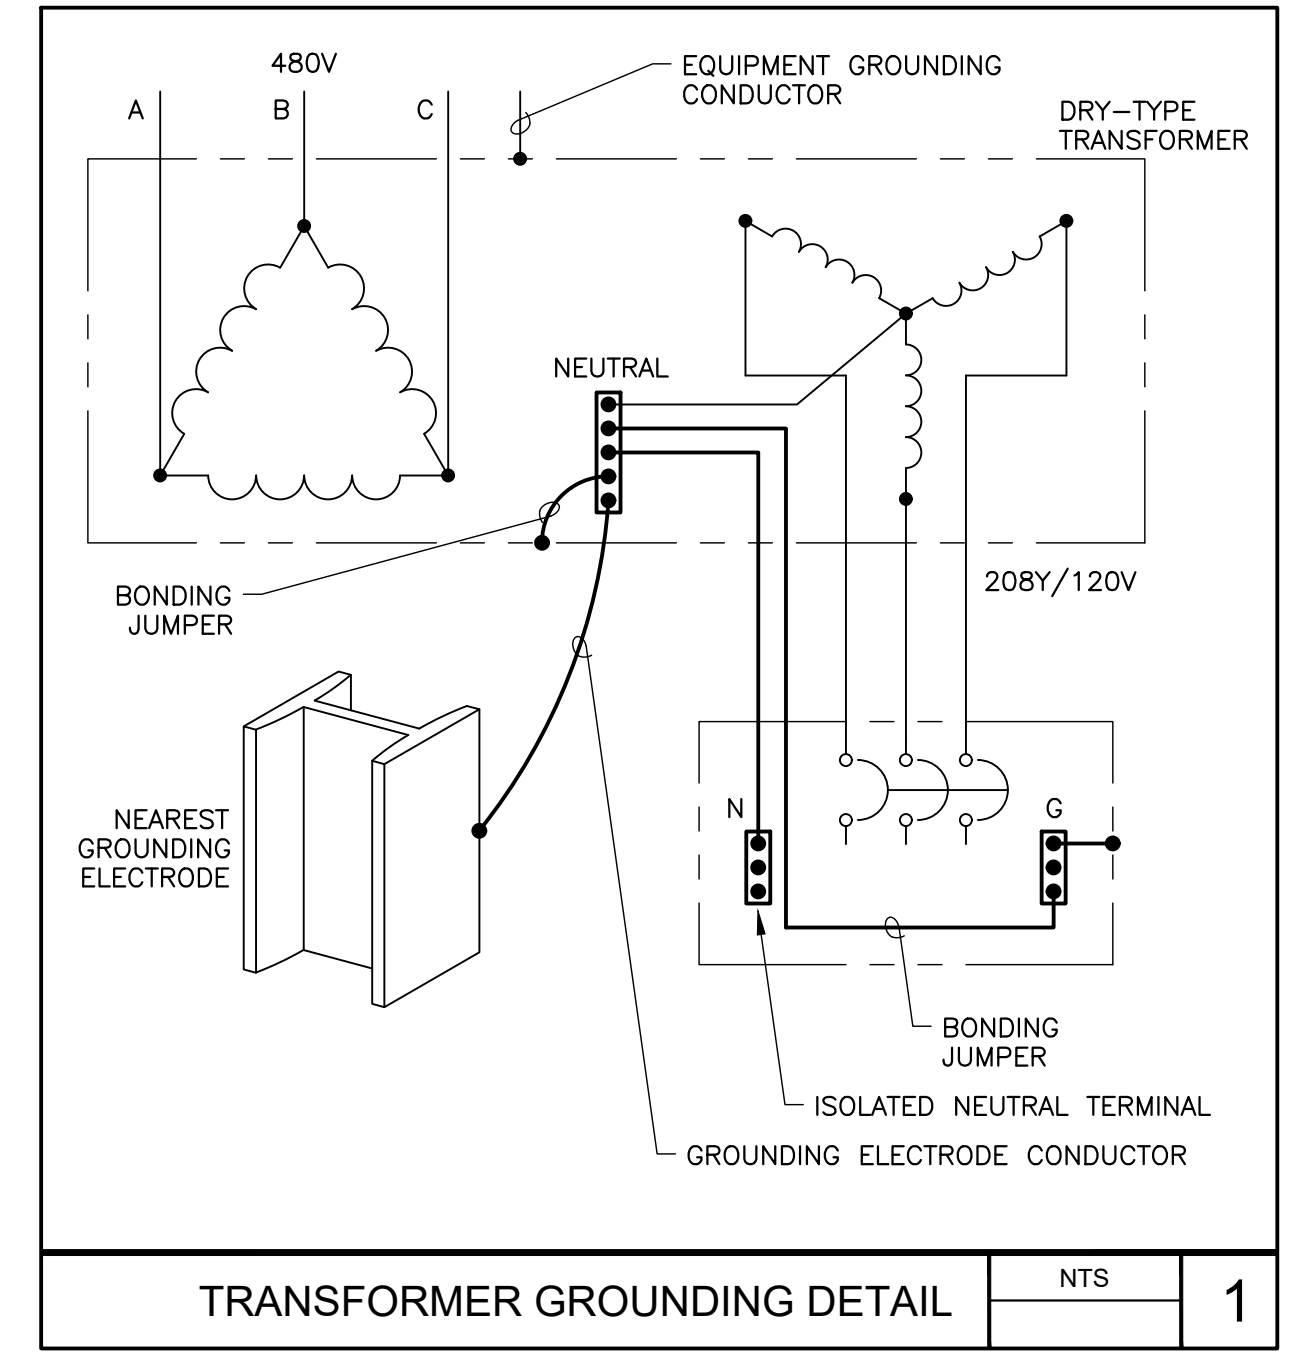 480V
A
B
C
EQUIPMENT GROUNDING
CONDUCTOR
DRY-TYPE
TRANSFORMER
NEUTRAL
208Y/120V
BONDING
JUMPER
NEAREST
GROUNDING
ELECTRODE
N
G
BONDING
JUMPER
ISOLATED NEUTRAL TERMINAL
GROUNDING ELECTRODE CONDUCTOR
TRANSFORMER GROUNDING DETAIL
NTS
1